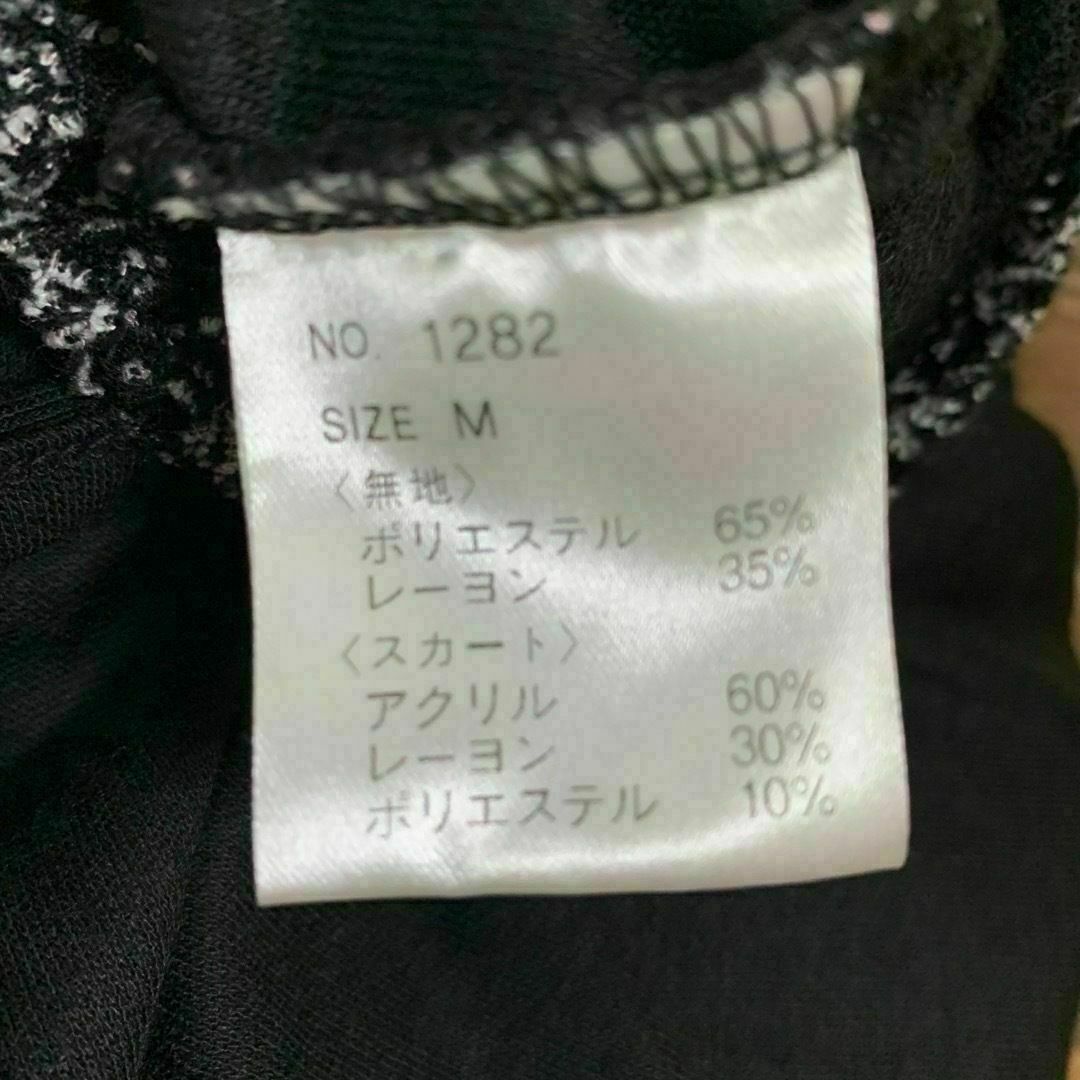 NO. 1282
SIZE M
〈無地〉
ポリエステル 65%
レーヨン 35%
〈スカート〉
アクリル 60%
レーヨン 30%
ポリエステル 10%